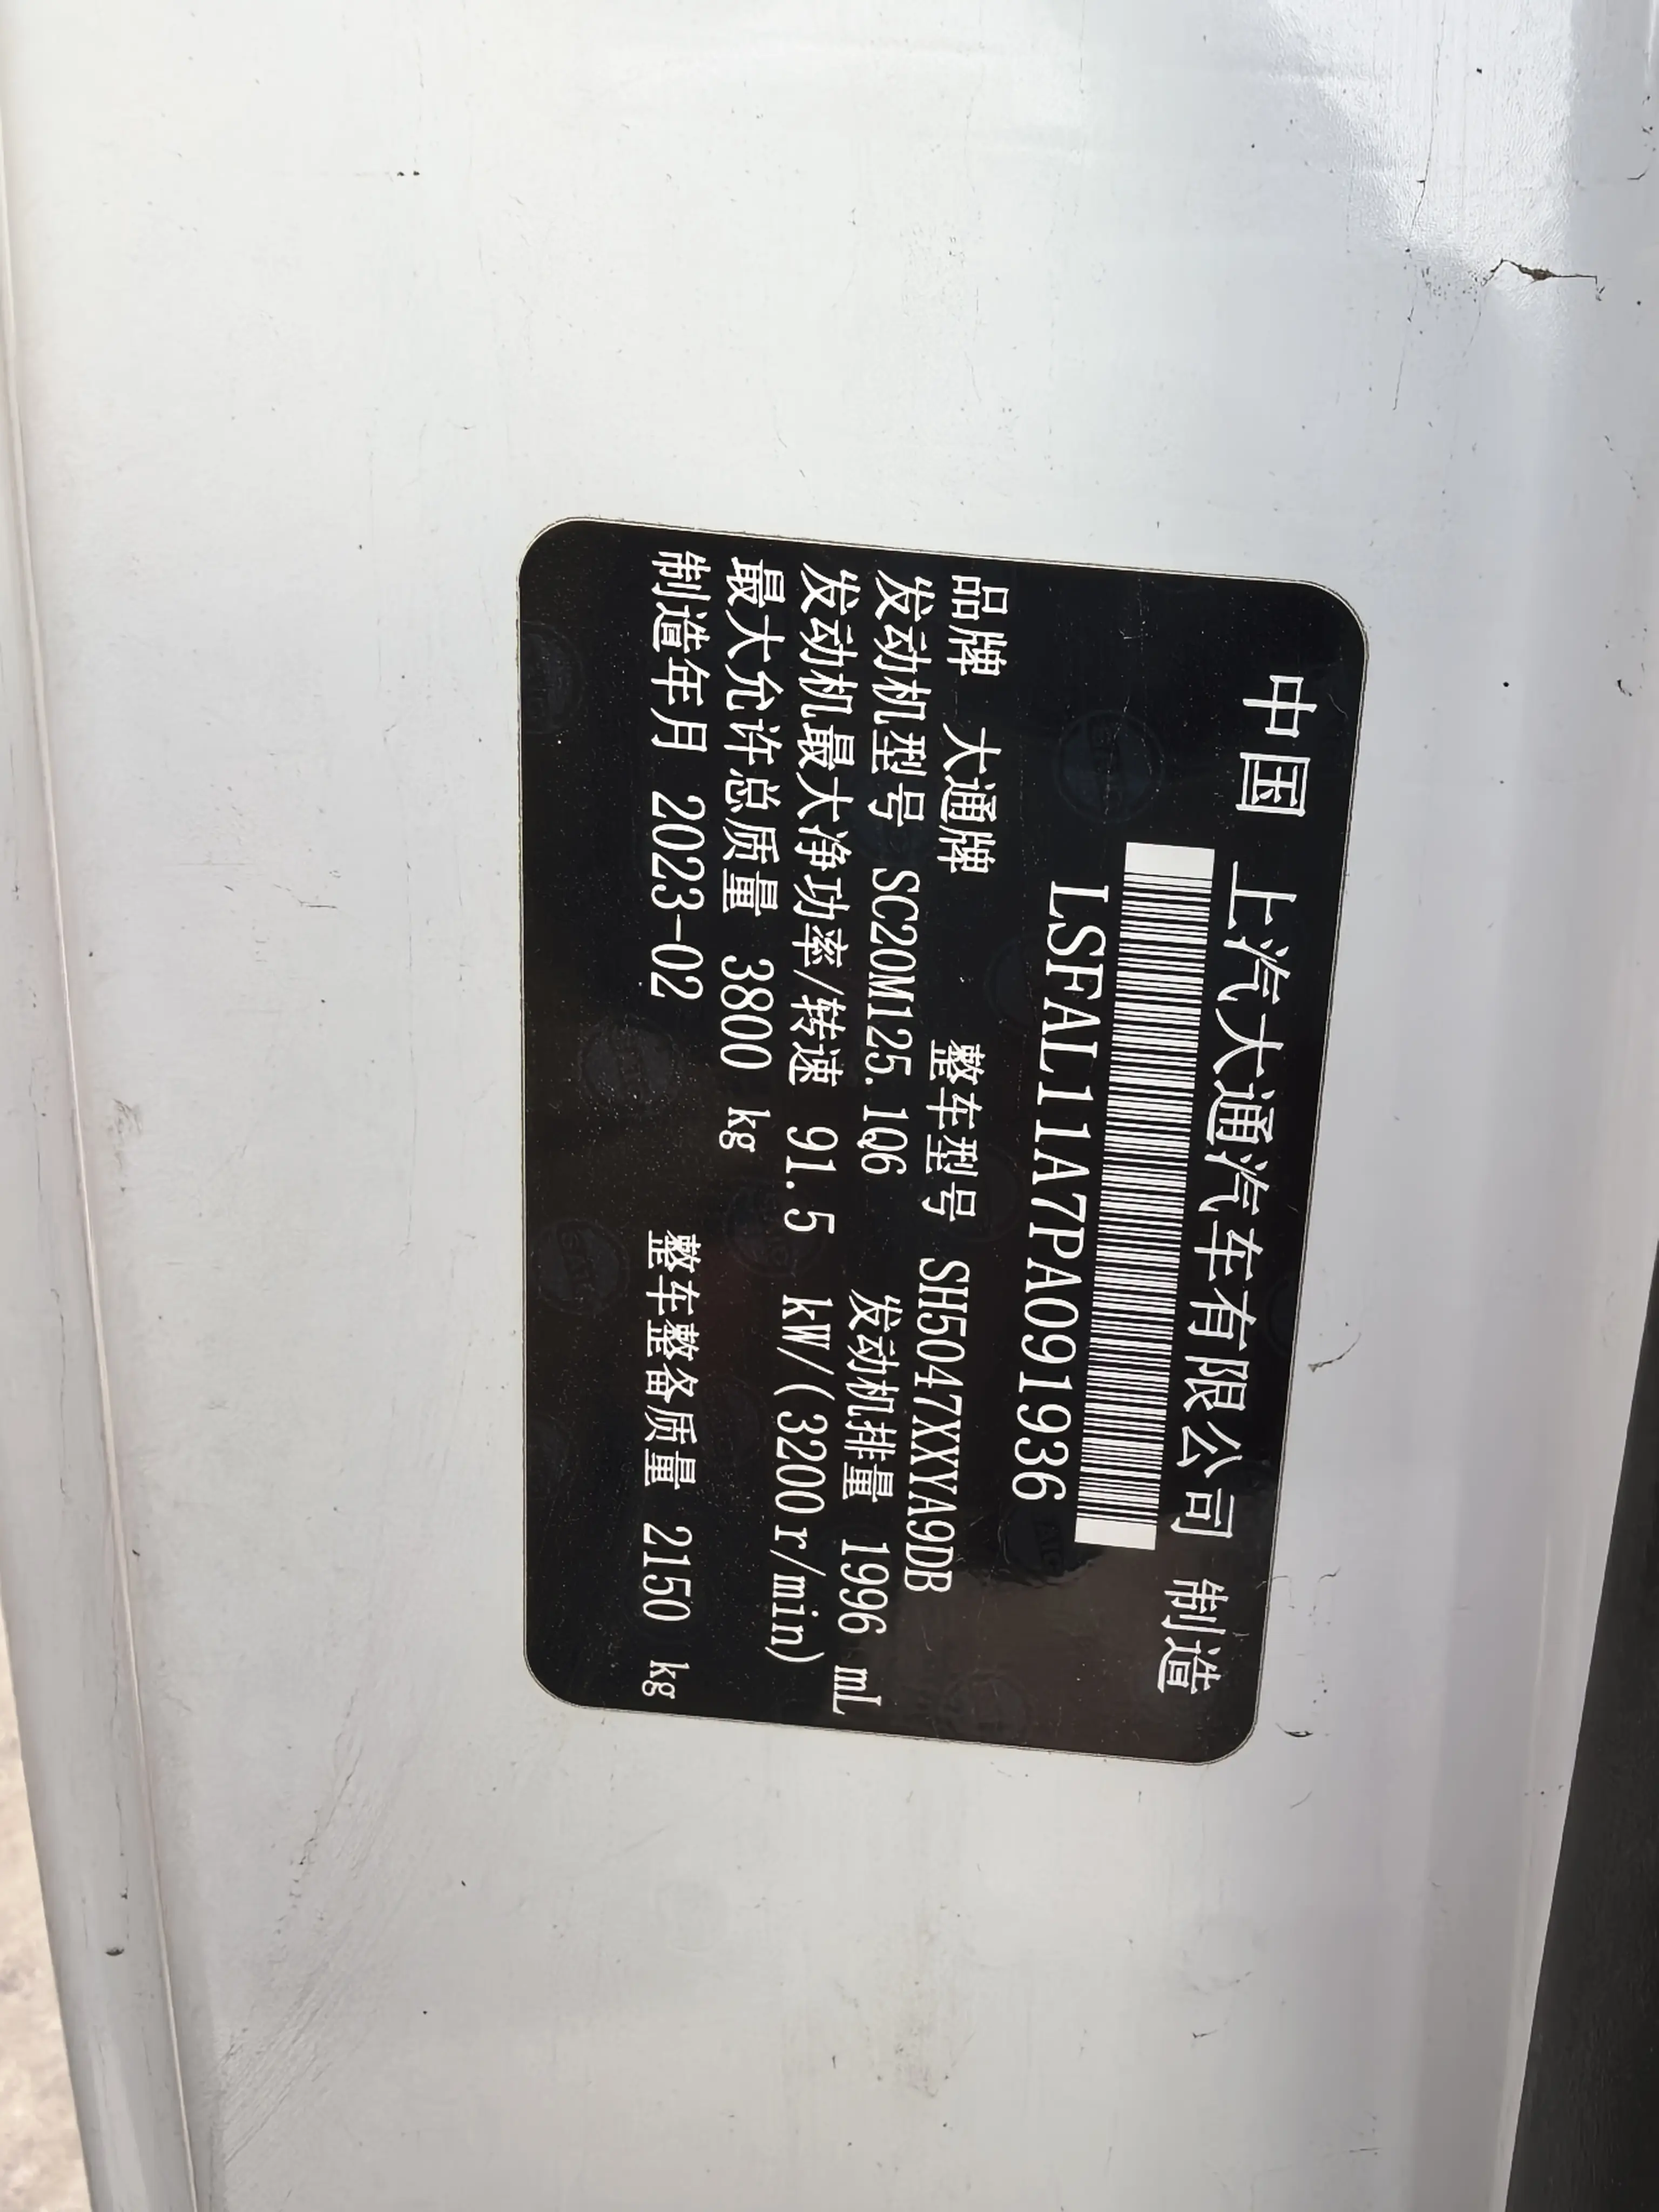 中国 上汽大通汽车有限公司 制造
LSFAL11A7PA091936
品牌 大通牌 整车型号 SH5047XXYA9DB
发动机型号 SC20M125.1Q6 发动机排量 1996 mL
发动机最大净功率/转速 91.5 kW/(3200r/min)
最大允许总质量 3800 kg
制造年月 2023-02 整车整备质量 2150 kg